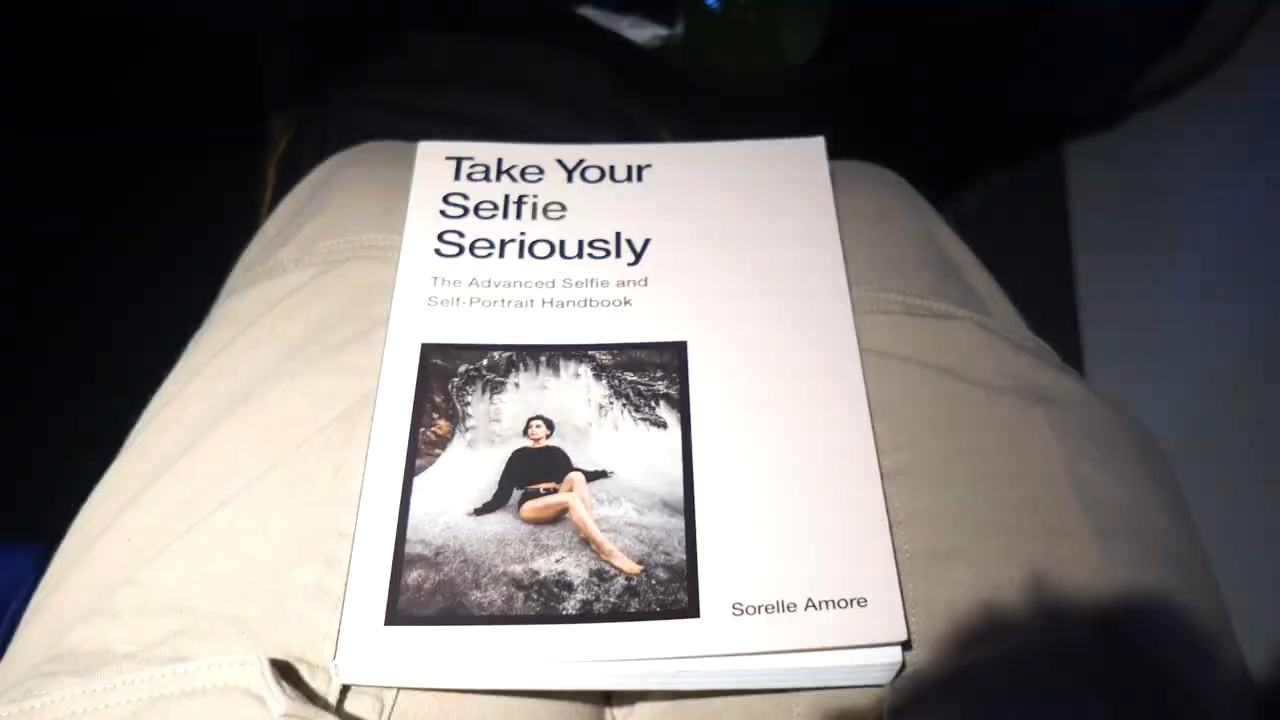 Take Your
Selfie
Seriously
The Advanced Selfie and
Self-Portrait Handbook
Sorelle Amore